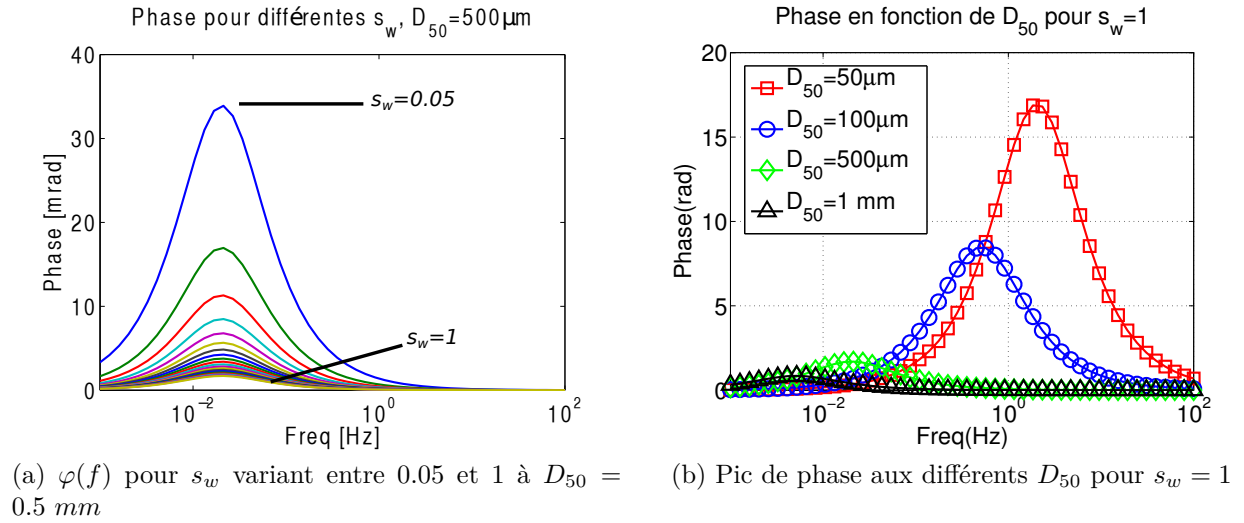 Phase pour différentes s_w, D_50=500µm
40
30
20
10
0
Phase [mrad]
10^-2
10^0
10^2
Freq [Hz]
s_w=0.05
s_w=1
(a) φ(f) pour s_w variant entre 0.05 et 1 à D_50 =
0.5 mm
Phase en fonction de D_50 pour s_w=1
20
15
10
5
0
Phase(rad)
D_50=50µm
D_50=100µm
D_50=500µm
D_50=1 mm
10^-2
10^0
10^2
Freq(Hz)
(b) Pic de phase aux différents D_50 pour s_w = 1